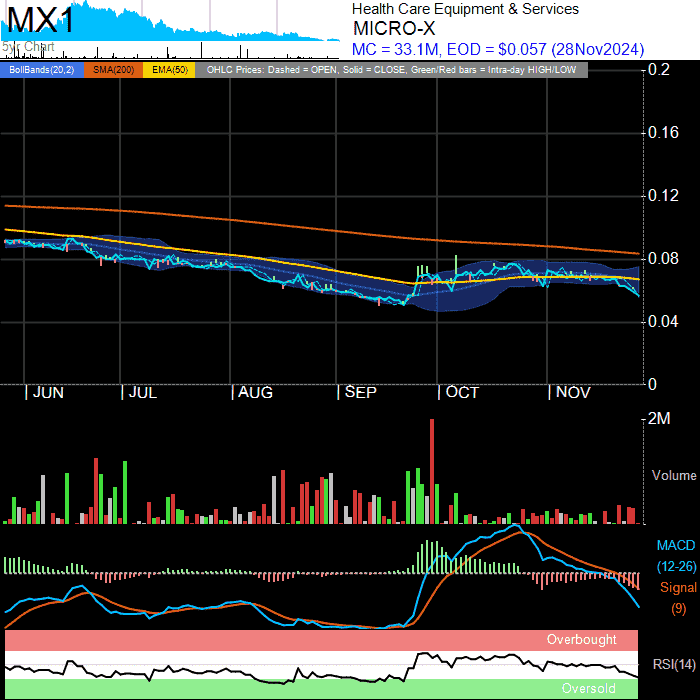 MX1
5yr Chart
Health Care Equipment & Services
MICRO-X
MC = 33.1M, EOD = $0.057 (28Nov2024)
BollBands(20,2) SMA(200) EMA(50) OHLC Prices: Dashed = OPEN, Solid = CLOSE, Green/Red bars = Intra-day HIGH/LOW
0.2
0.16
0.12
0.08
0.04
0
JUN JUL AUG SEP OCT NOV
2M
Volume
MACD
(12-26)
Signal
(9)
Overbought
RSI(14)
Oversold